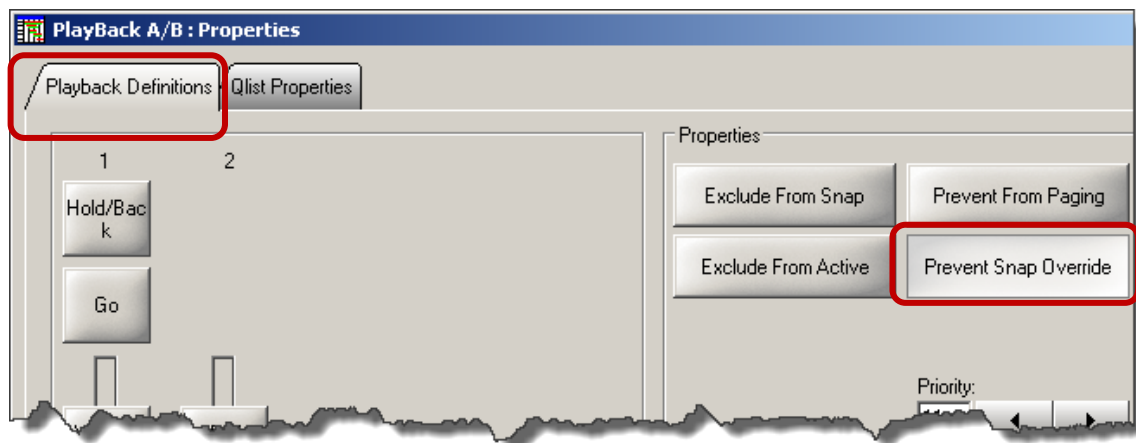 PlayBack A/B : Properties
Playback Definitions
Qlist Properties
1
2
Hold/Bac
k
Go
Properties
Exclude From Snap
Prevent From Paging
Exclude From Active
Prevent Snap Override
Priority: